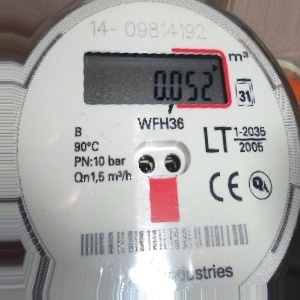 14- 09814192
0.052
m³
31
WFH36
B
90°C
PN:10 bar
Qn1,5 m³/h
LT 1-2035
2005
CE
ndustries